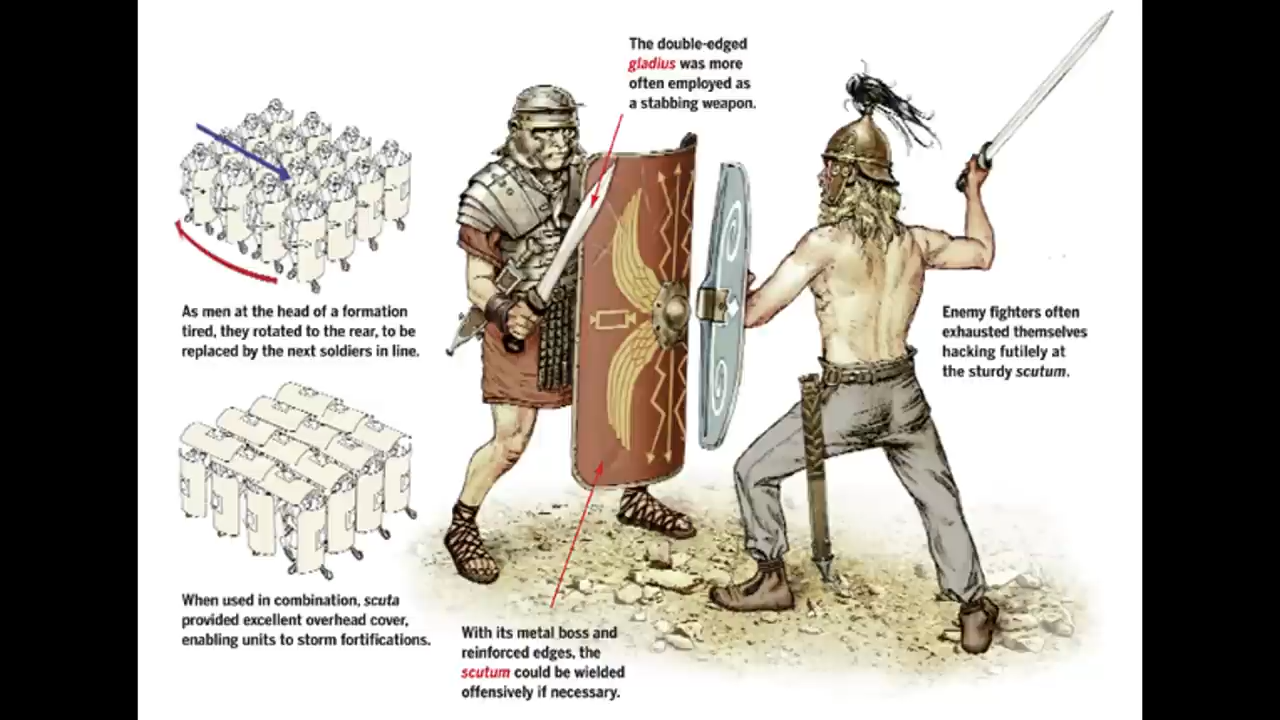 The double-edged
gladius was more
often employed as
a stabbing weapon.
As men at the head of a formation
tired, they rotated to the rear, to be
replaced by the next soldiers in line.
Enemy fighters often
exhausted themselves
hacking futilely at
the sturdy scutum.
When used in combination, scuta
provided excellent overhead cover,
enabling units to storm fortifications.
With its metal boss and
reinforced edges, the
scutum could be wielded
offensively if necessary.